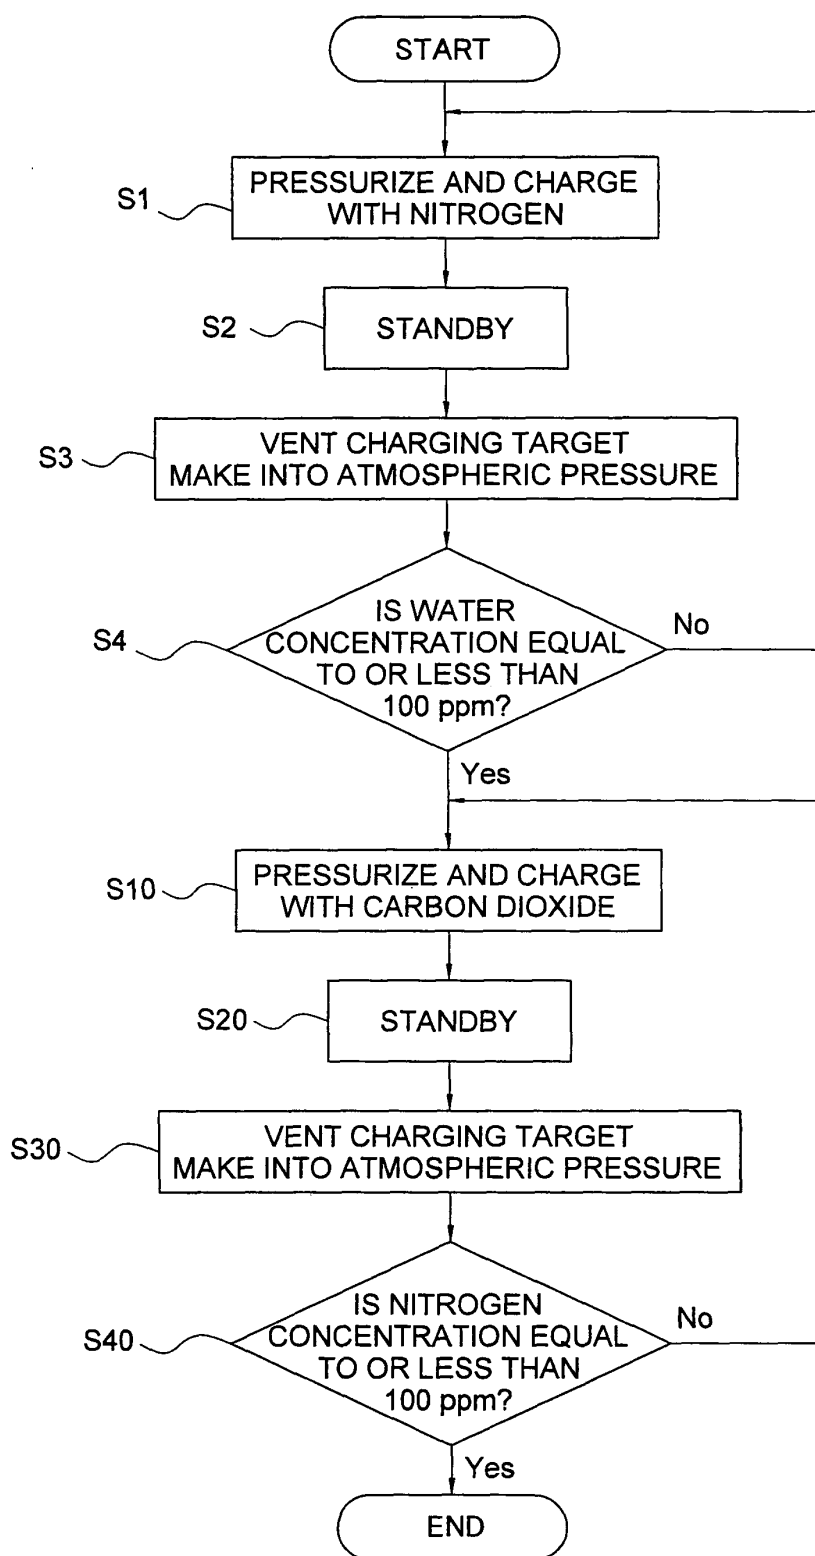 START
S1
PRESSURIZE AND CHARGE
WITH NITROGEN
S2
STANDBY
S3
VENT CHARGING TARGET
MAKE INTO ATMOSPHERIC PRESSURE
S4
IS WATER
CONCENTRATION EQUAL
TO OR LESS THAN
100 ppm?
No
Yes
S10
PRESSURIZE AND CHARGE
WITH CARBON DIOXIDE
S20
STANDBY
S30
VENT CHARGING TARGET
MAKE INTO ATMOSPHERIC PRESSURE
S40
IS NITROGEN
CONCENTRATION EQUAL
TO OR LESS THAN
100 ppm?
No
Yes
END